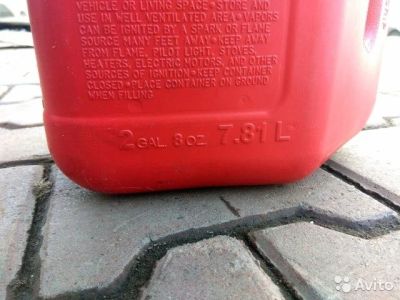 VEHICLE OR LIVING SPACE • STORE AND
USE IN WELL VENTILATED AREA • VAPORS
CAN BE IGNITED BY A SPARK OR FLAME
SOURCE MANY FEET AWAY KEEP AWAY
FROM FLAME, PILOT LIGHT, STOVES,
HEATERS, ELECTRIC MOTORS, AND OTHER
SOURCES OF IGNITION • KEEP CONTAINER
CLOSED • PLACE CONTAINER ON GROUND
WHEN FILLING
2 GAL. 8 OZ. 7.81 L
Avito